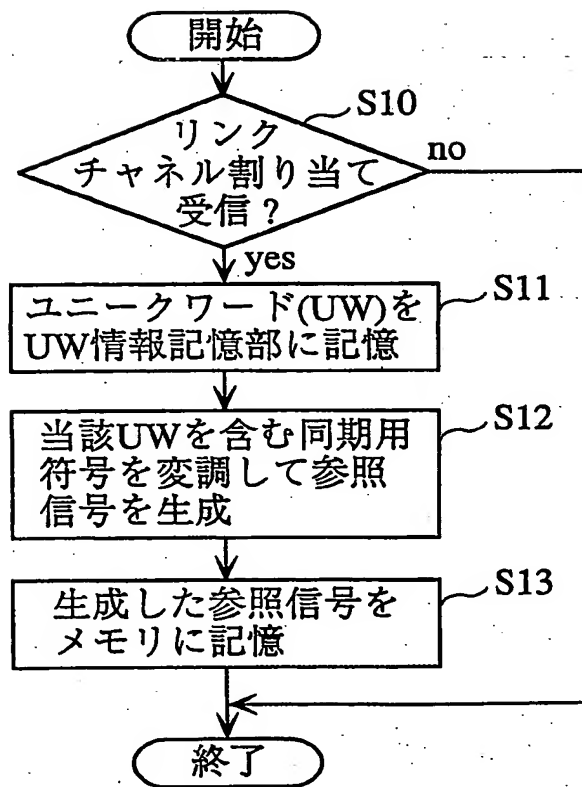 開始
S10
リンク
チャネル割り当て
受信？
no
yes
S11
ユニークワード(UW)を
UW情報記憶部に記憶
S12
当該UWを含む同期用
符号を変調して参照
信号を生成
S13
生成した参照信号を
メモリに記憶
終了